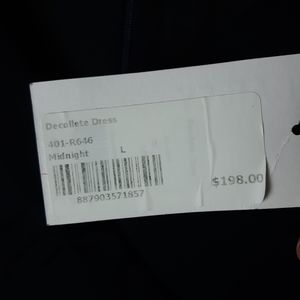 Decollete Dress
401-R646
Midnight L
887903571857
$198.00